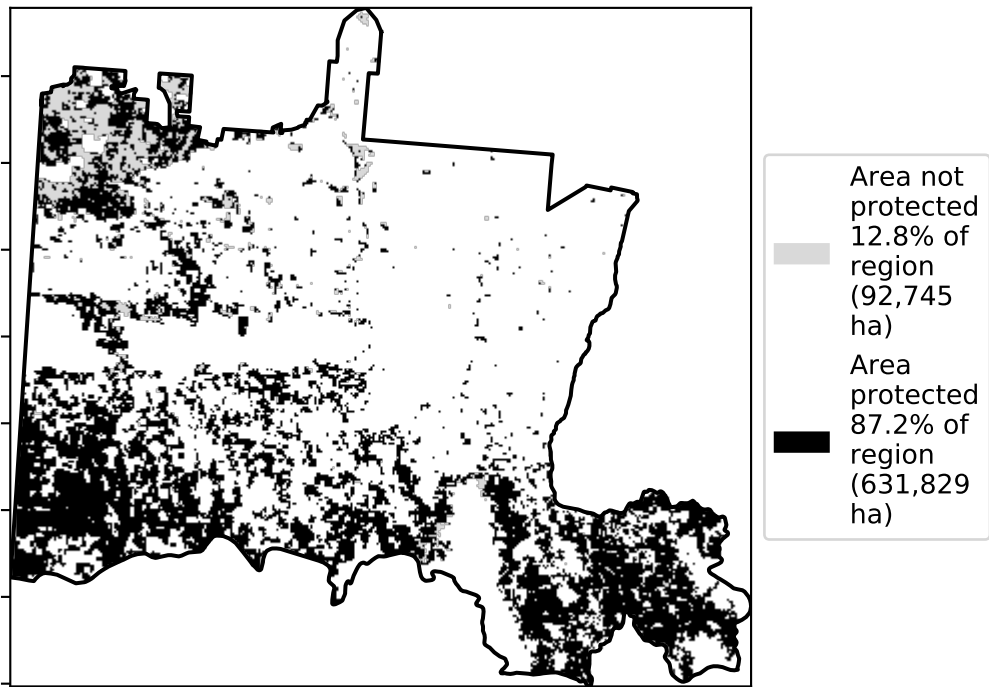 Area not
protected
12.8% of
region
(92,745
ha)
Area
protected
87.2% of
region
(631,829
ha)